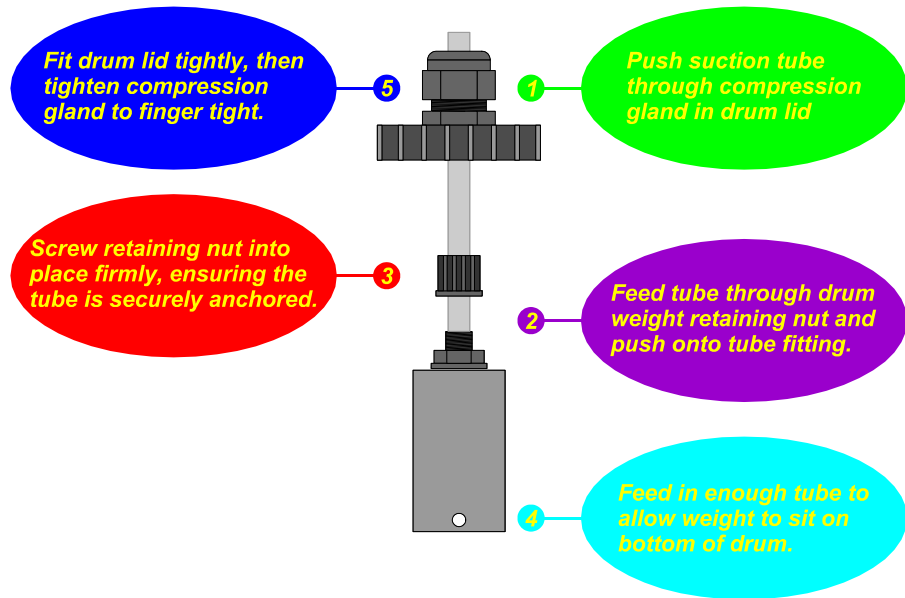 Fit drum lid tightly, then
tighten compression
gland to finger tight.
5
1
Push suction tube
through compression
gland in drum lid
Screw retaining nut into
place firmly, ensuring the
tube is securely anchored.
3
2
Feed tube through drum
weight retaining nut and
push onto tube fitting.
4
Feed in enough tube to
allow weight to sit on
bottom of drum.